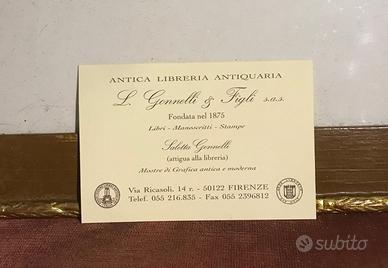 ANTICA LIBRERIA ANTIQUARIA
L. Gonnelli & Figli s.a.s.
Fondata nel 1875
Libri - Manoscritti - Stampe
Saletta Gonnelli
(attigua alla libreria)
Mostre di Grafica antica e moderna
Via Ricasoli, 14 r. - 50122 FIRENZE
Telef. 055 216.835 - Fax 055 2396812
subito